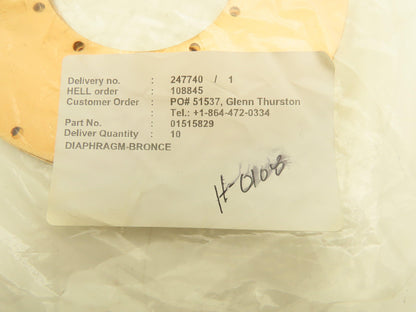 Delivery no. : 247740 / 1
HELL order : 108845
Customer Order : PO# 51537, Glenn Thurston
: Tel.: +1-864-472-0334
Part No. : 01515829
Deliver Quantity : 10
DIAPHRAGM-BRONCE
H-0108